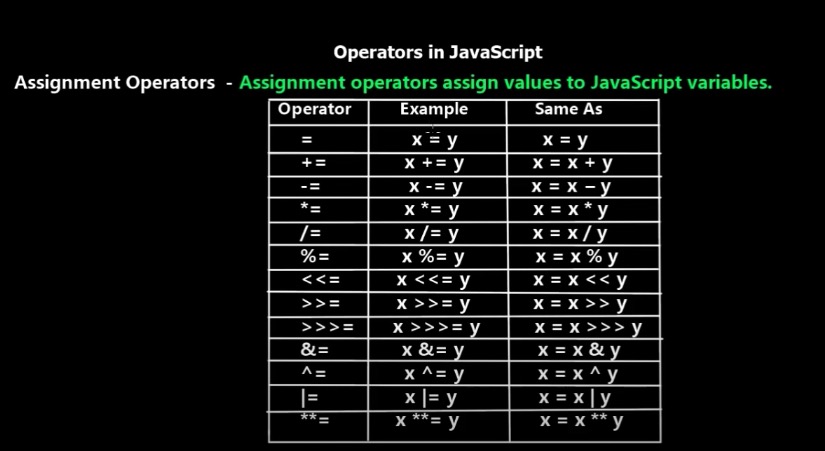 Operators in JavaScript
Assignment Operators - Assignment operators assign values to JavaScript variables.
Operator Example Same As
= x = y x = y
+= x += y x = x + y
-= x -= y x = x – y
*= x *= y x = x * y
/= x /= y x = x / y
%= x %= y x = x % y
<<= x <<= y x = x << y
>>= x >>= y x = x >> y
>>>= x >>>= y x = x >>> y
&= x &= y x = x & y
^= x ^= y x = x ^ y
|= x |= y x = x | y
**= x **= y x = x ** y